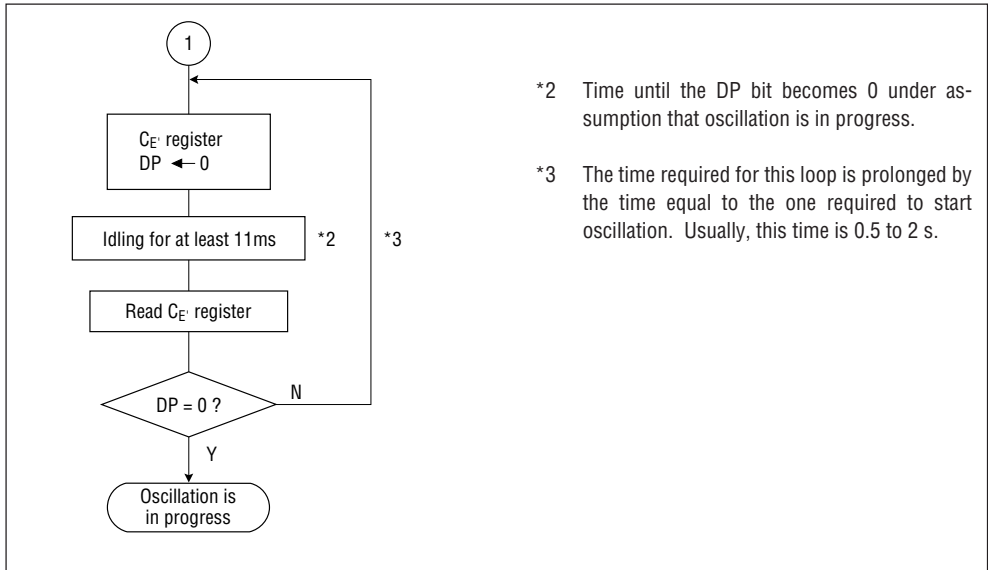 1
C_E' register
DP ← 0
Idling for at least 11ms
*2
*3
Read C_E' register
DP = 0 ?
N
Y
Oscillation is
in progress
*2 Time until the DP bit becomes 0 under as-
sumption that oscillation is in progress.
*3 The time required for this loop is prolonged by
the time equal to the one required to start
oscillation. Usually, this time is 0.5 to 2 s.